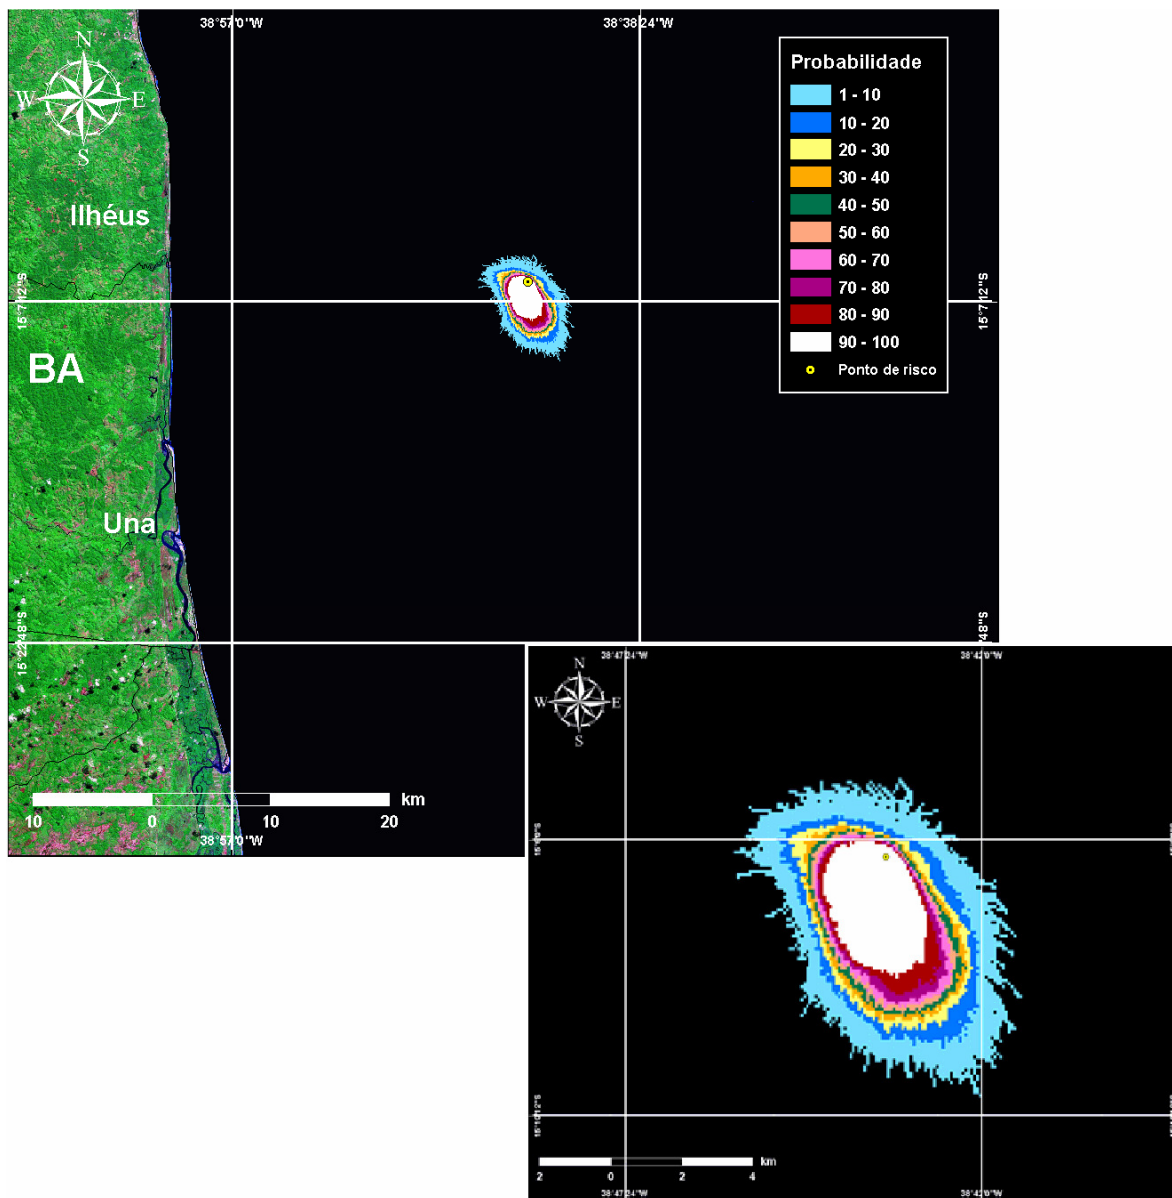 38°57'0"W
38°38'24"W
N
W
E
S
Probabilidade
1 - 10
10 - 20
20 - 30
30 - 40
40 - 50
50 - 60
60 - 70
70 - 80
80 - 90
90 - 100
Ponto de risco
Ilhéus
15°7'12"S
15°7'12"S
BA
Una
15°22'48"S
48"S
km
10
0
10
20
38°57'0"W
38°47'24"W
38°42'0"W
N
W
E
S
15°10'12"S
km
2
0
2
4
38°47'24"W
38°42'0"W